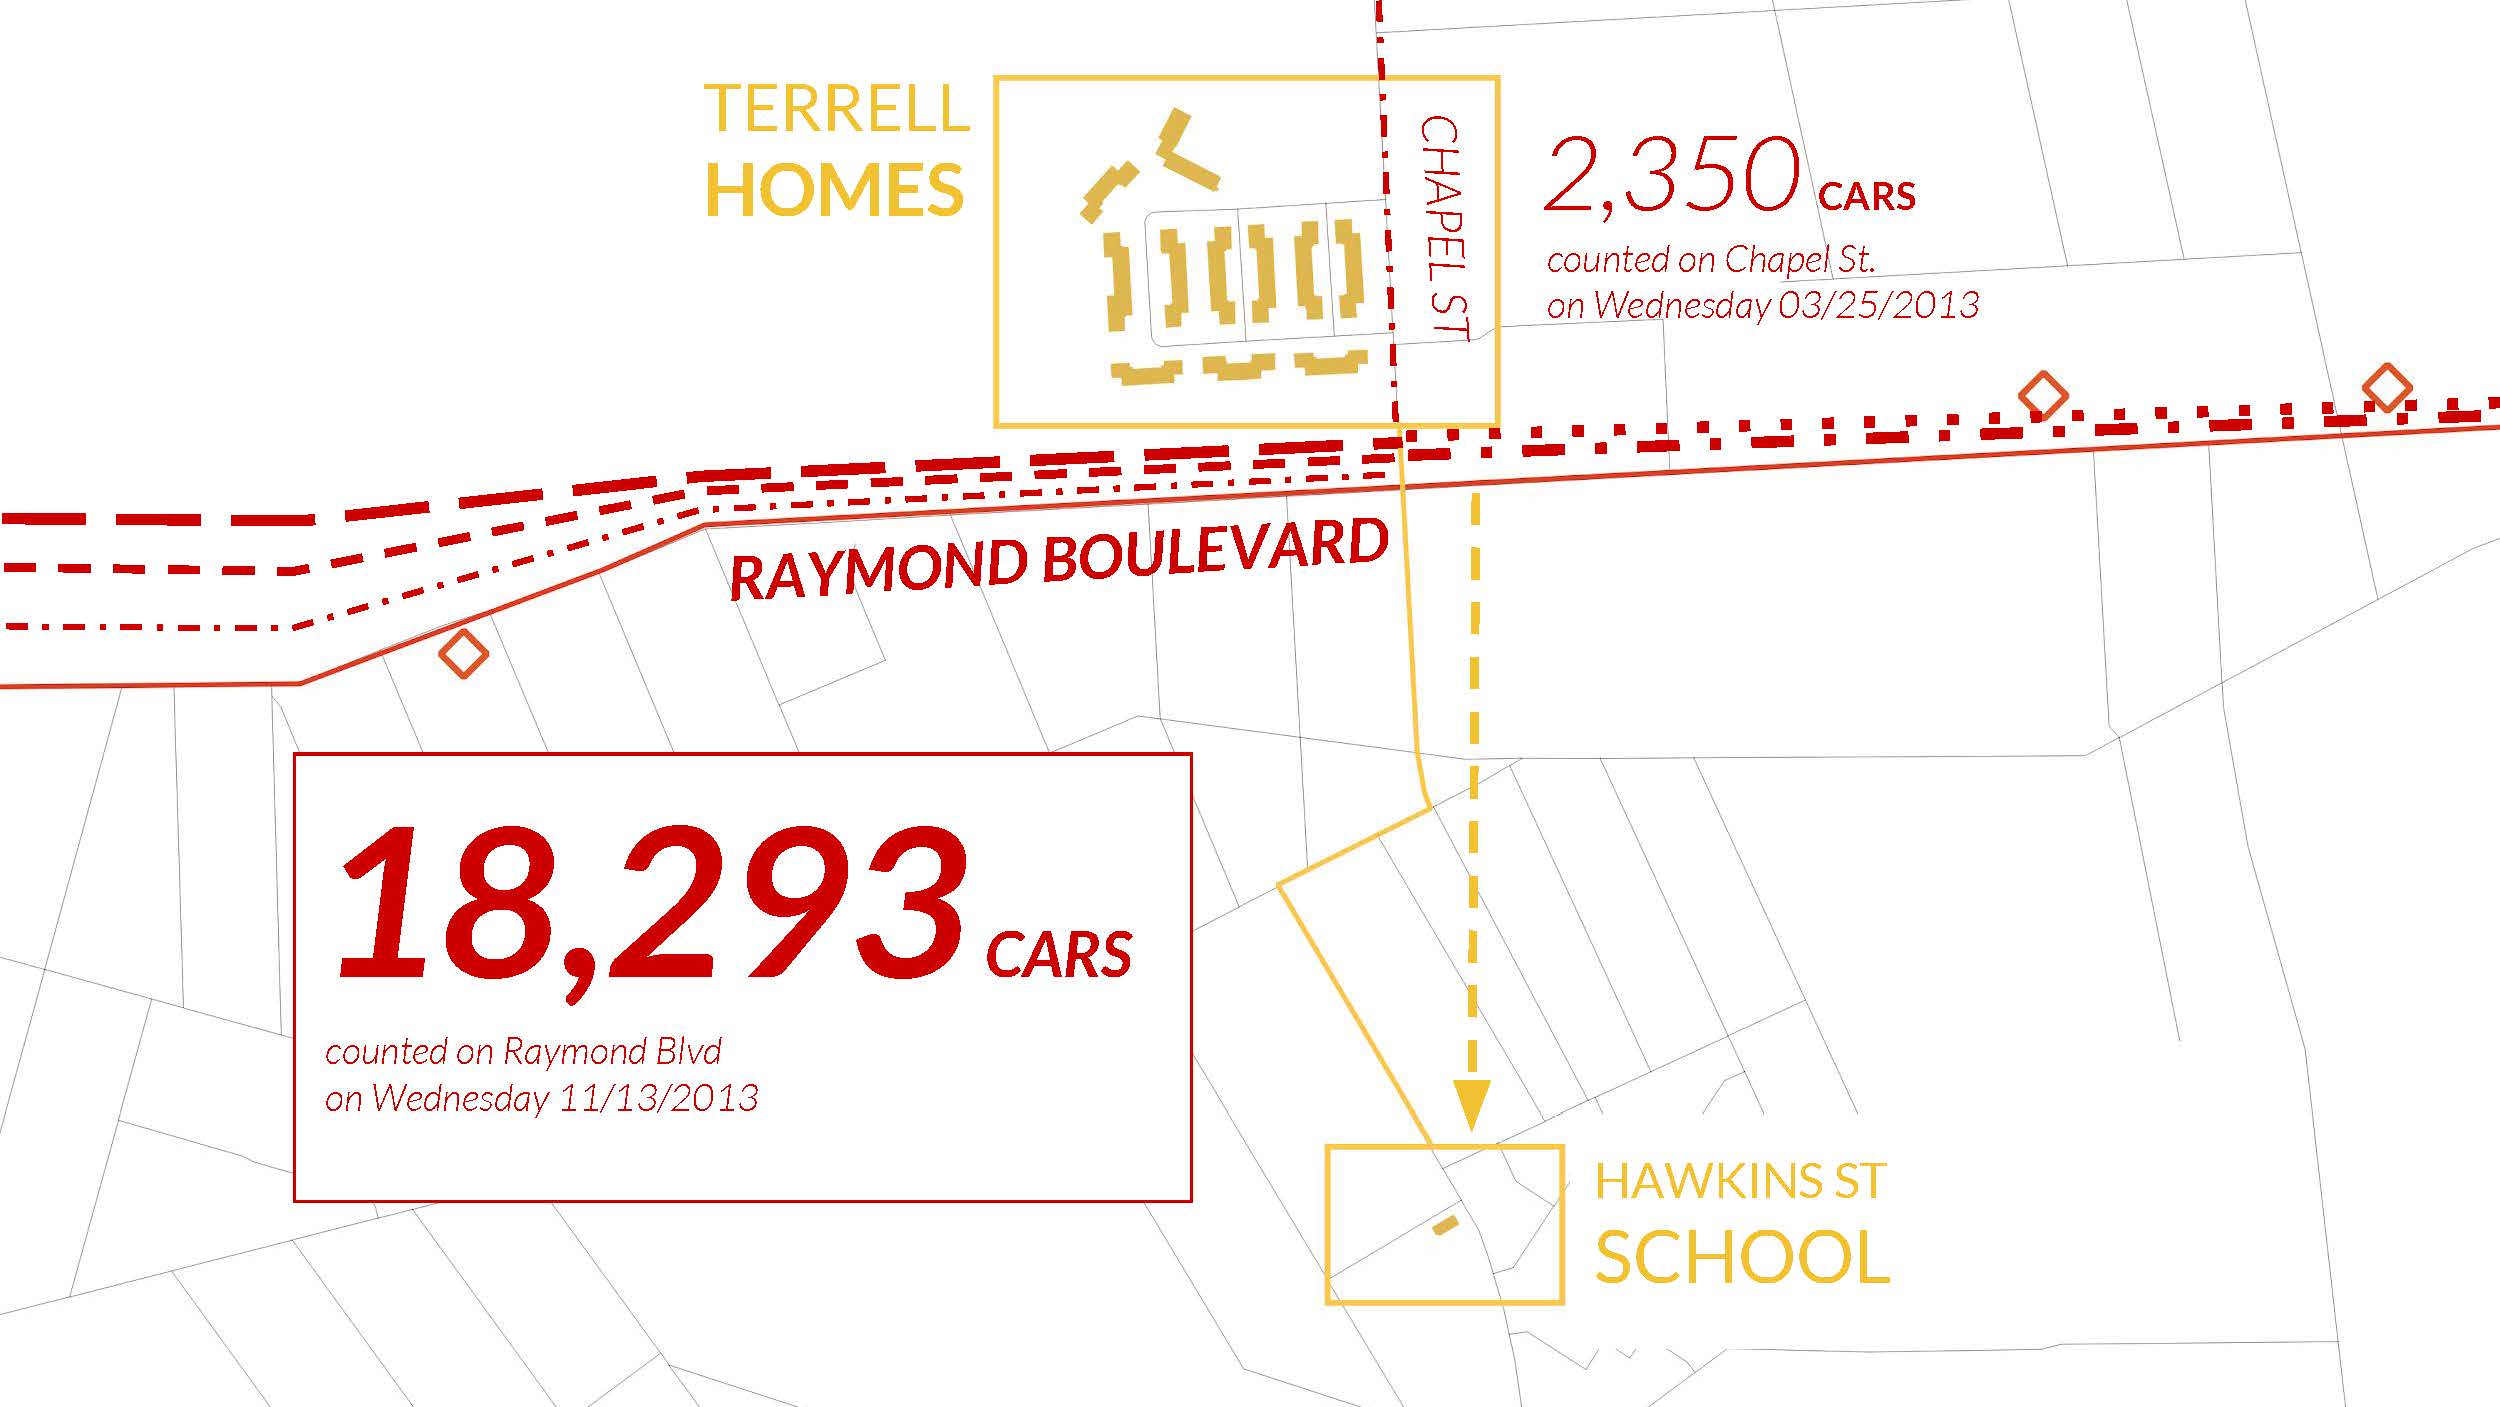 TERRELL
HOMES
CHAPEL ST
2,350 CARS
counted on Chapel St.
on Wednesday 03/25/2013
RAYMOND BOULEVARD
18,293 CARS
counted on Raymond Blvd
on Wednesday 11/13/2013
HAWKINS ST
SCHOOL